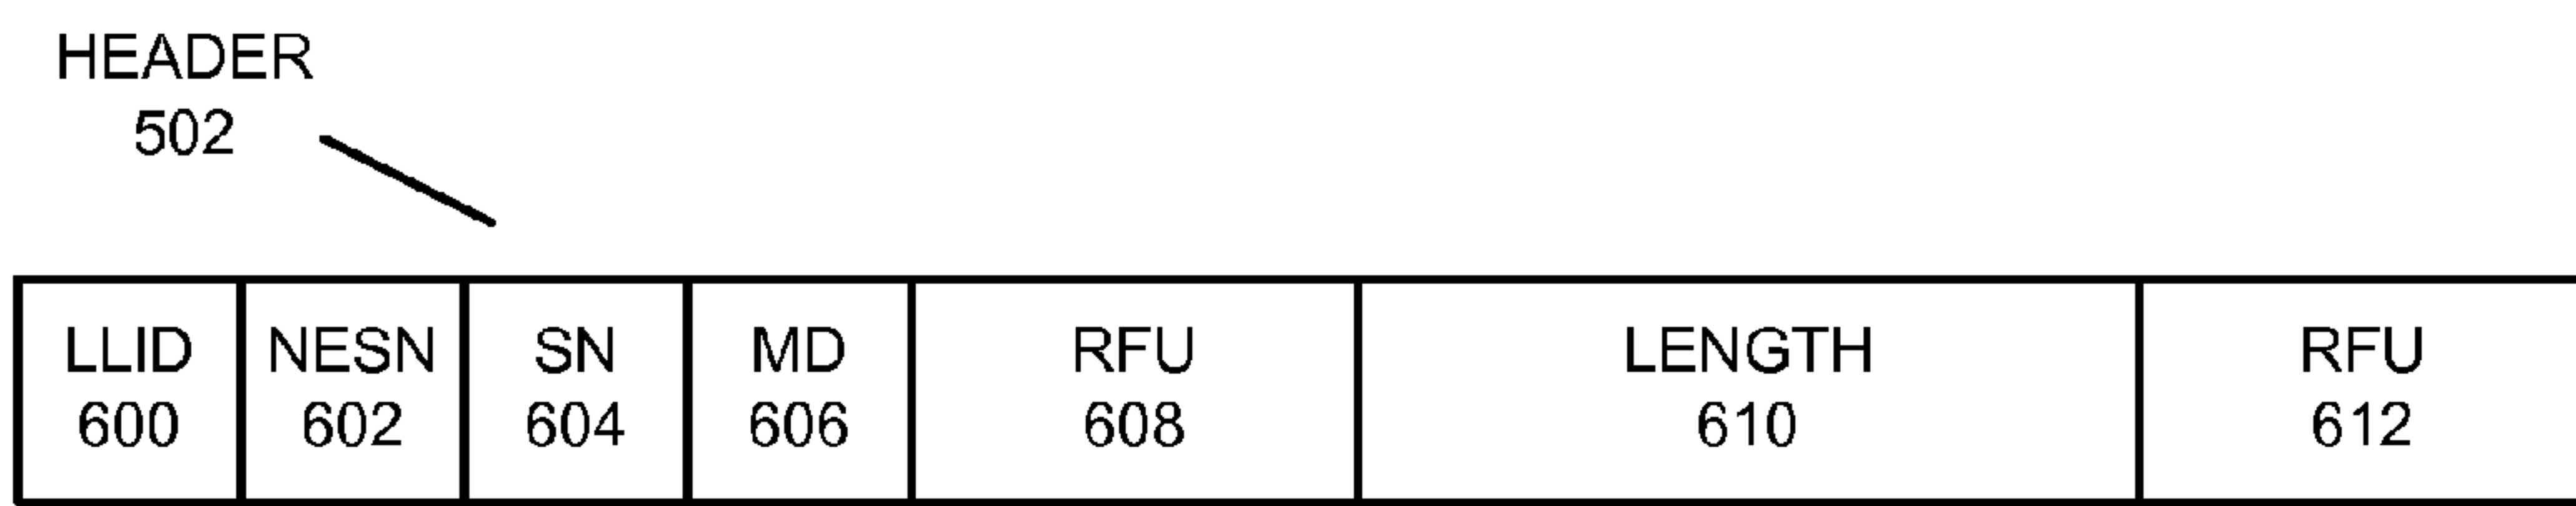 HEADER
502
LLID NESN SN MD RFU LENGTH RFU
600 602 604 606 608 610 612